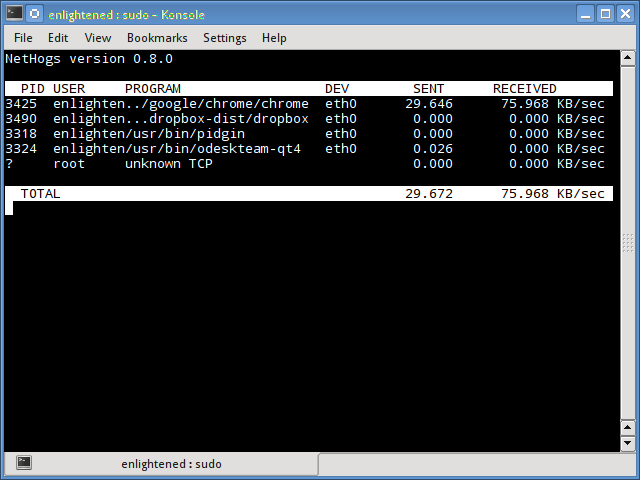 enlightened : sudo – Konsole
File Edit View Bookmarks Settings Help
NetHogs version 0.8.0
PID USER PROGRAM DEV SENT RECEIVED
3425 enlighten../google/chrome/chrome eth0 29.646 75.968 KB/sec
3490 enlighten...dropbox-dist/dropbox eth0 0.000 0.000 KB/sec
3318 enlighten/usr/bin/pidgin eth0 0.000 0.000 KB/sec
3324 enlighten/usr/bin/odeskteam-qt4 eth0 0.026 0.000 KB/sec
? root unknown TCP 0.000 0.000 KB/sec
TOTAL 29.672 75.968 KB/sec
enlightened : sudo